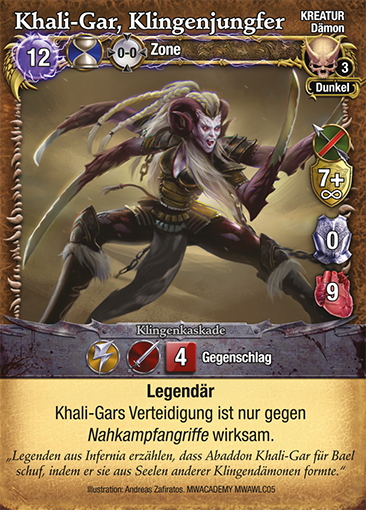 Khali-Gar, Klingenjungfer
KREATUR
Dämon
12
0-0 Zone
3
Dunkel
7+
∞
0
9
Klingenkaskade
4 Gegenschlag
Legendär
Khali-Gars Verteidigung ist nur gegen
Nahkampfangriffe wirksam.
„Legenden aus Infernia erzählen, dass Abaddon Khali-Gar für Bael
schuf, indem er sie aus Seelen anderer Klingendämonen formte.“
Illustration: Andreas Zafiratos. MWACADEMY MWAWLC05